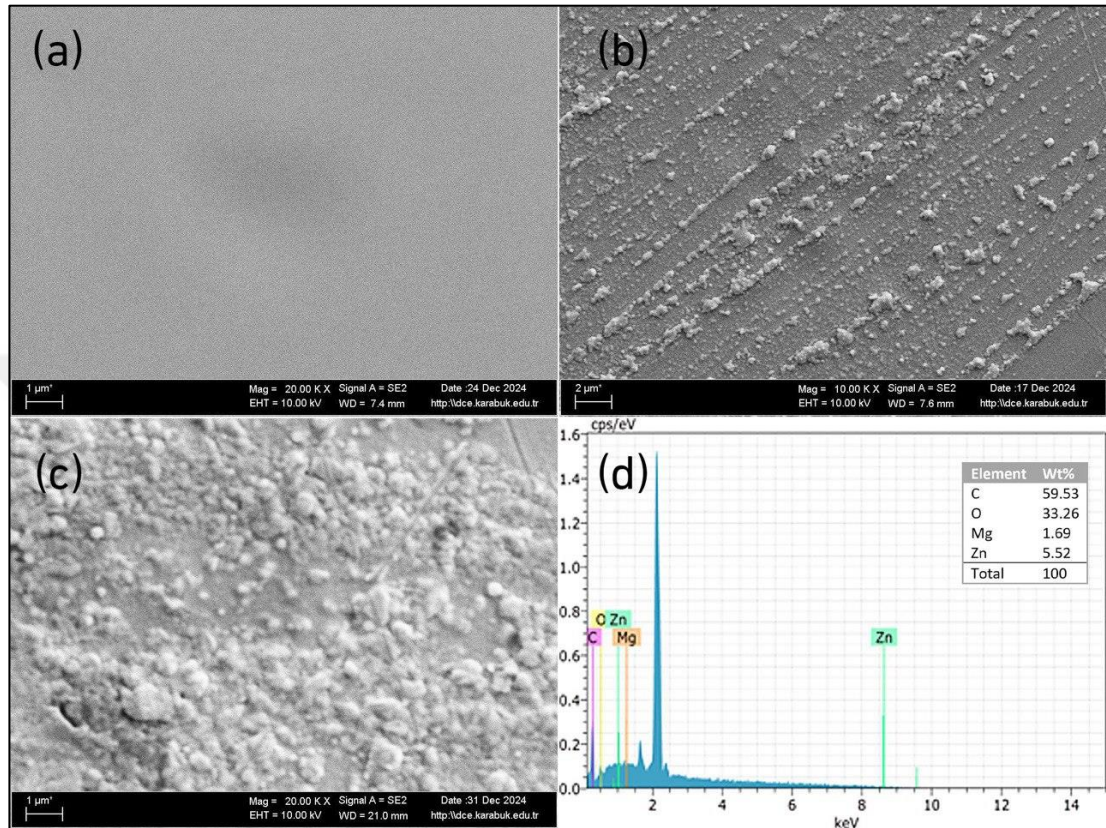 (a)
1 µm*
Mag = 20.00 K X Signal A = SE2 Date :24 Dec 2024
EHT = 10.00 kV WD = 7.4 mm http:\\dce.karabuk.edu.tr
(b)
2 µm*
Mag = 10.00 K X Signal A = SE2 Date :17 Dec 2024
EHT = 10.00 kV WD = 7.6 mm http:\\dce.karabuk.edu.tr
(c)
1 µm*
Mag = 20.00 K X Signal A = SE2 Date :31 Dec 2024
EHT = 10.00 kV WD = 21.0 mm http:\\dce.karabuk.edu.tr
cps/eV
(d)
1.6
1.4
1.2
1.0
0.8
0.6
0.4
0.2
0.0
Element Wt%
C 59.53
O 33.26
Mg 1.69
Zn 5.52
Total 100
O Zn
C Mg
Zn
2 4 6 8 10 12 14
keV